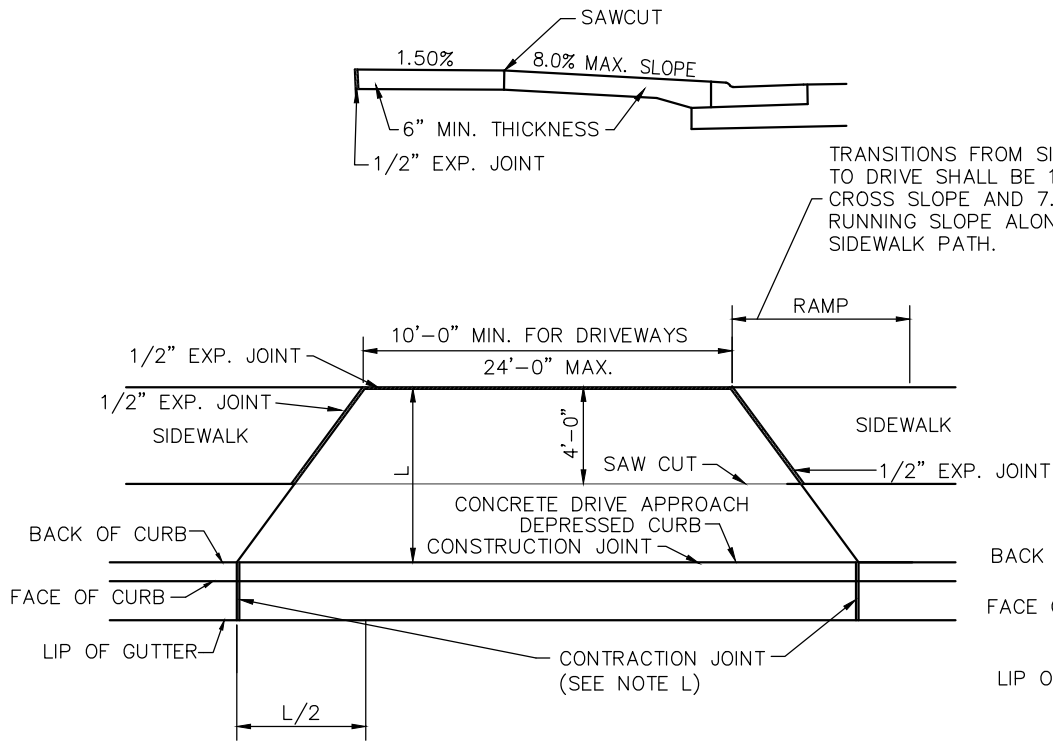 SAWCUT
1.50%
8.0% MAX. SLOPE
6” MIN. THICKNESS
1/2” EXP. JOINT
TRANSITIONS FROM
TO DRIVE SHALL BE
CROSS SLOPE AND
RUNNING SLOPE
SIDEWALK PATH.
RAMP
10’-0” MIN. FOR DRIVEWAYS
24’-0” MAX.
1/2” EXP. JOINT
1/2” EXP. JOINT
SIDEWALK
L
4’-0”
SIDEWALK
SAW CUT
1/2” EXP. JOINT
CONCRETE DRIVE APPROACH
DEPRESSED CURB
CONSTRUCTION JOINT
BACK OF CURB
BACK
FACE OF CURB
FACE
LIP OF GUTTER
CONTRACTION JOINT
(SEE NOTE L)
LIP
L/2